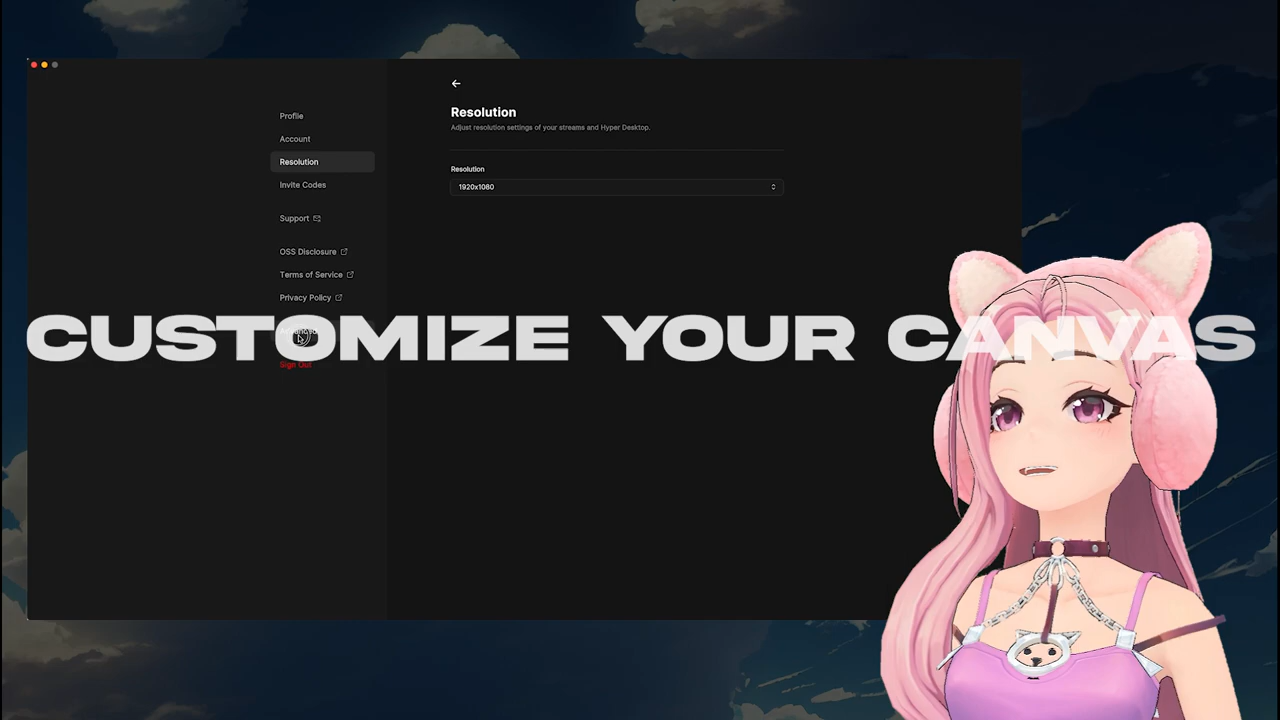 Profile
Account
Resolution
Invite Codes
Support
OSS Disclosure
Terms of Service
Privacy Policy
Sign Out
Resolution
Adjust resolution settings of your streams and Hyper Desktop.
Resolution
1920x1080
CUSTOMIZE YOUR CANVAS